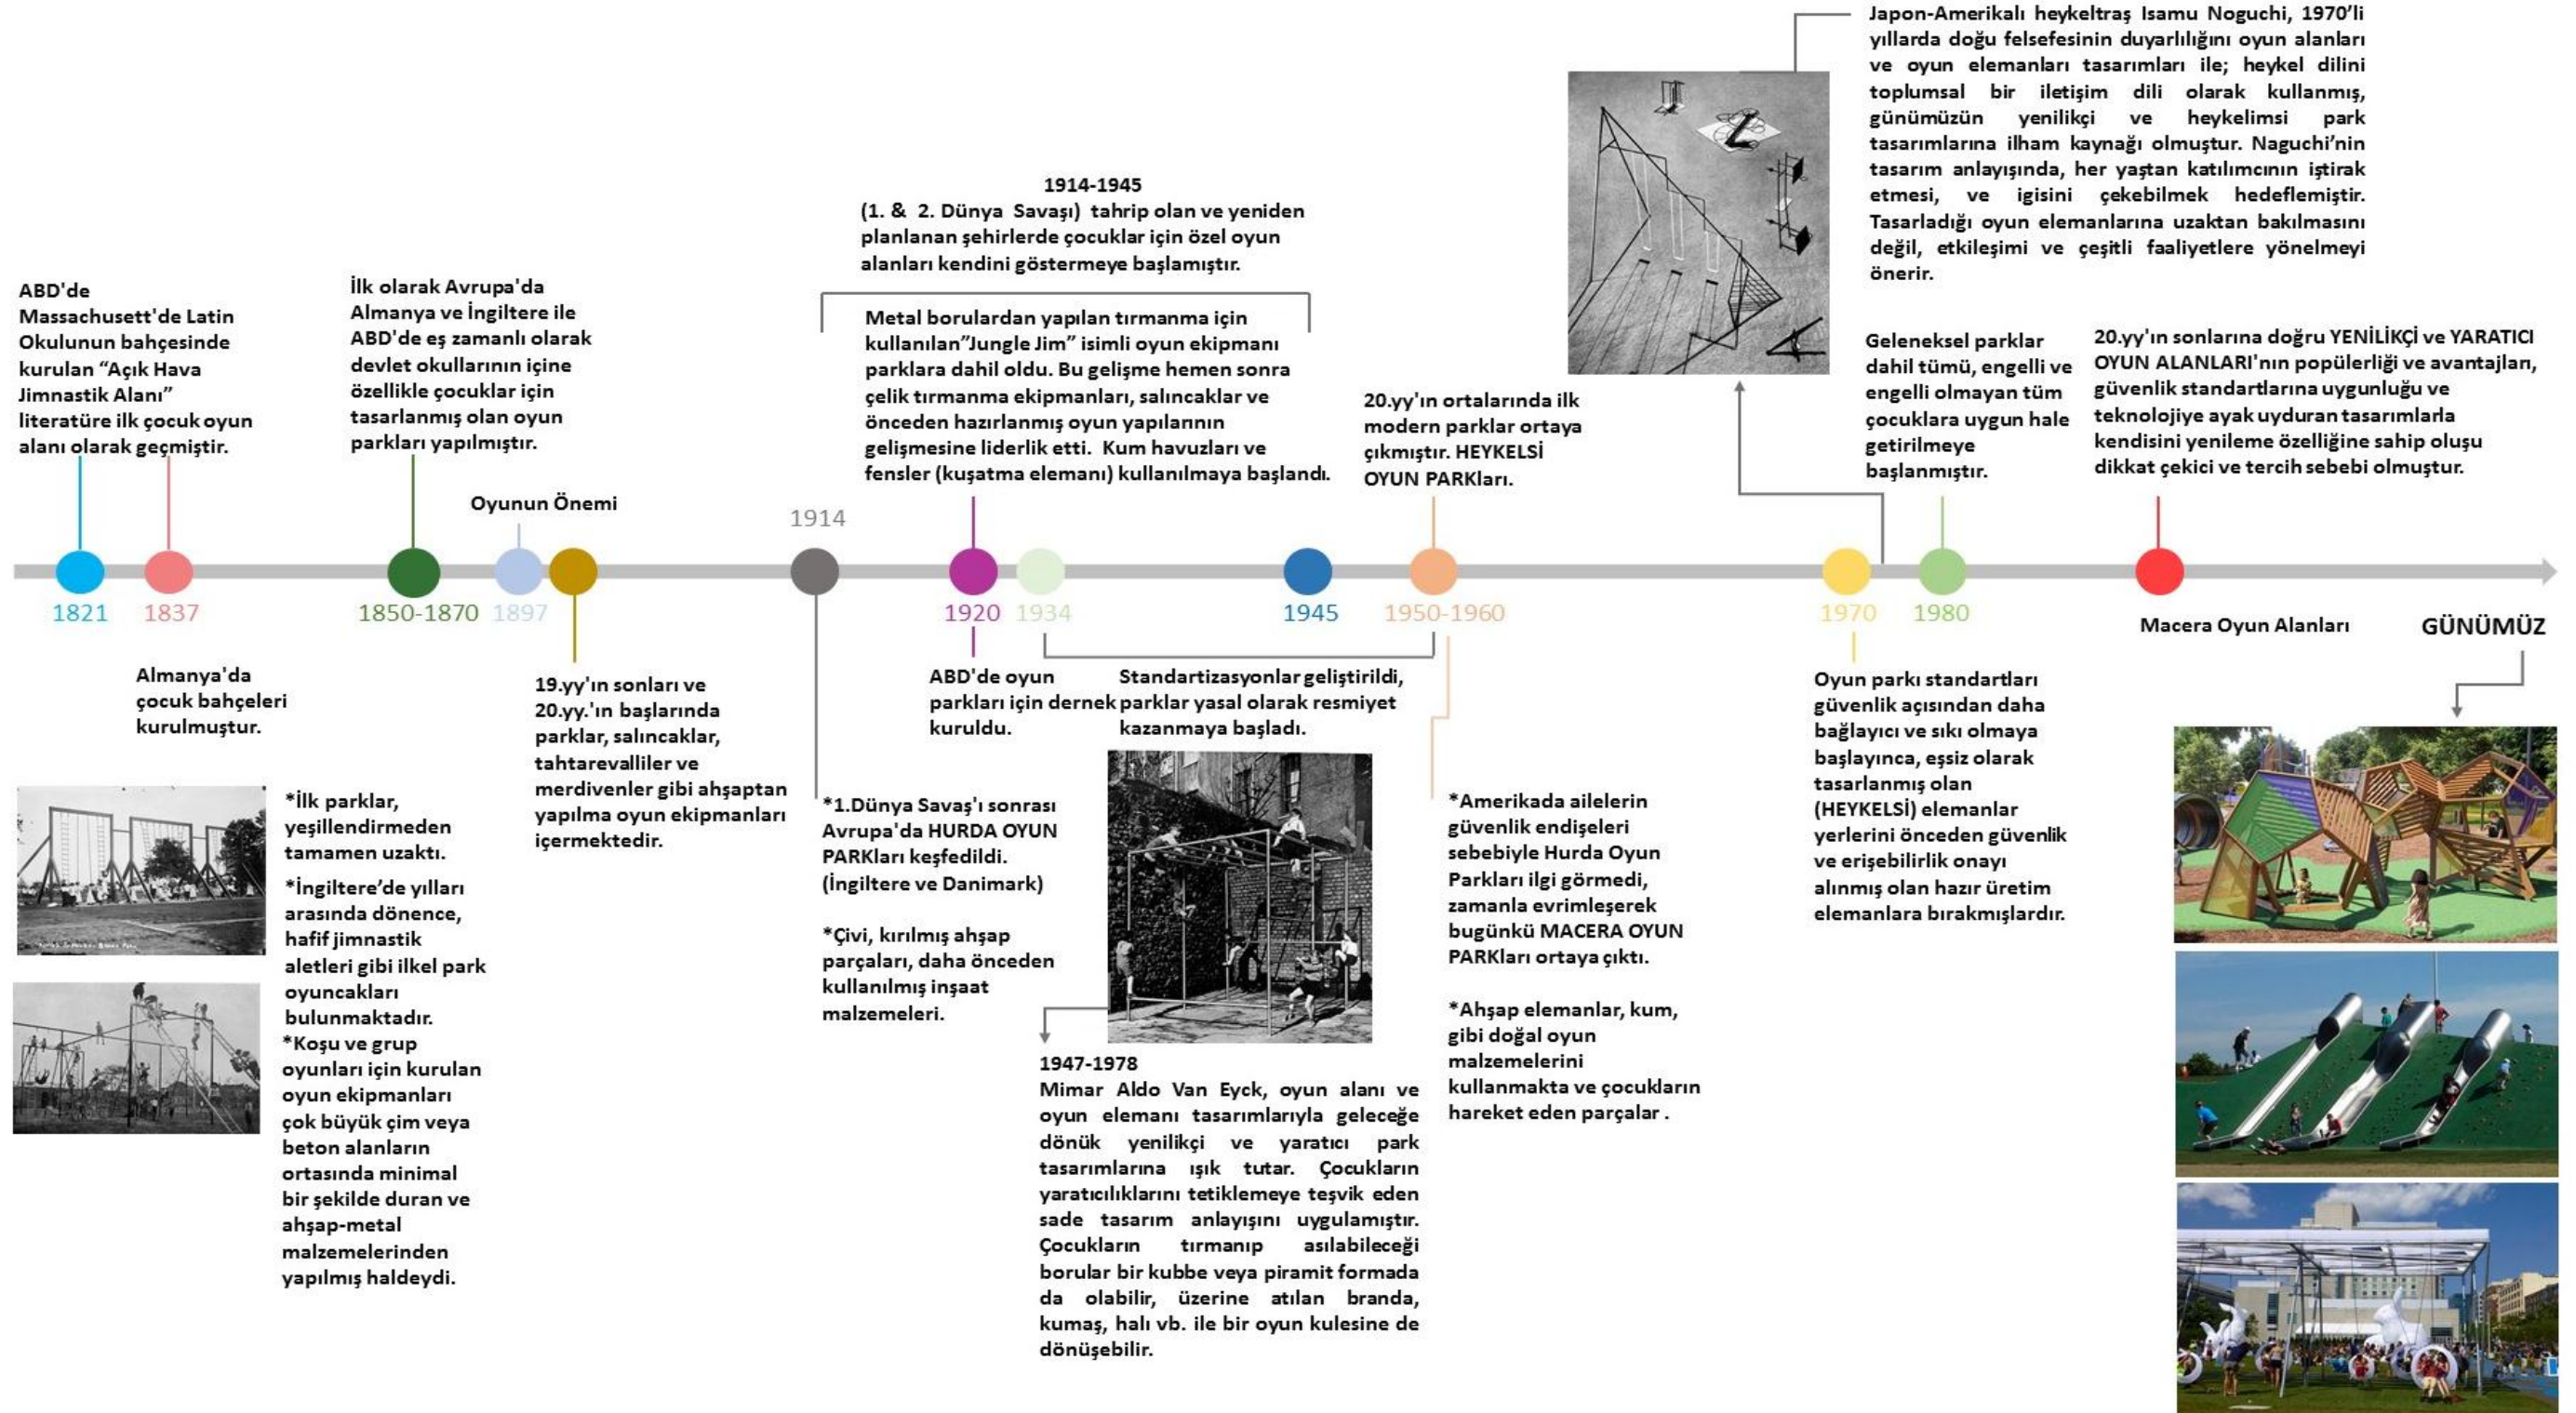 Japon-Amerikalı heykeltraş Isamu Noguchi, 1970’li
yıllarda doğu felsefesinin duyarlılığını oyun alanları
ve oyun elemanları tasarımları ile; heykel dilini
toplumsal bir iletişim dili olarak kullanmış,
günümüzün yenilikçi ve heykelimsi park
tasarımlarına ilham kaynağı olmuştur. Naguchi’nin
tasarım anlayışında, her yaştan katılımcının iştirak
etmesi, ve igisini çekebilmek hedeflemiştir.
Tasarladığı oyun elemanlarına uzaktan bakılmasını
değil, etkileşimi ve çeşitli faaliyetlere yönelmeyi
önerir.
1914-1945
(1. & 2. Dünya Savaşı) tahrip olan ve yeniden
planlanan şehirlerde çocuklar için özel oyun
alanları kendini göstermeye başlamıştır.
ABD'de
Massachusett'de Latin
Okulunun bahçesinde
kurulan “Açık Hava
Jimnastik Alanı”
literatüre ilk çocuk oyun
alanı olarak geçmiştir.
İlk olarak Avrupa'da
Almanya ve İngiltere ile
ABD'de eş zamanlı olarak
devlet okullarının içine
özellikle çocuklar için
tasarlanmış olan oyun
parkları yapılmıştır.
Oyunun Önemi
Metal borulardan yapılan tırmanma için
kullanılan”Jungle Jim” isimli oyun ekipmanı
parklara dahil oldu. Bu gelişme hemen sonra
çelik tırmanma ekipmanları, salıncaklar ve
önceden hazırlanmış oyun yapılarının
gelişmesine liderlik etti. Kum havuzları ve
fensler (kuşatma elemanı) kullanılmaya başlandı.
20.yy'ın ortalarında ilk
modern parklar ortaya
çıkmıştır. HEYKELSİ
OYUN PARKları.
Geleneksel parklar
dahil tümü, engelli ve
engelli olmayan tüm
çocuklara uygun hale
getirilmeye
başlanmıştır.
20.yy'ın sonlarına doğru YENİLİKÇİ ve YARATICI
OYUN ALANLARI'nın popülerliği ve avantajları,
güvenlik standartlarına uygunluğu ve
teknolojiye ayak uyduran tasarımlarla
kendisini yenileme özelliğine sahip oluşu
dikkat çekici ve tercih sebebi olmuştur.
1914
1821
1837
1850-1870
1897
1920
1934
1945
1950-1960
1970
1980
Macera Oyun Alanları
GÜNÜMÜZ
Almanya'da
çocuk bahçeleri
kurulmuştur.
19.yy'ın sonları ve
20.yy.'ın başlarında
parklar, salıncaklar,
tahtarevalliler ve
merdivenler gibi ahşaptan
yapılma oyun ekipmanları
içermektedir.
ABD'de oyun
parkları için dernek
kuruldu.
Standartizasyonlar geliştirildi,
parklar yasal olarak resmiyet
kazanmaya başladı.
Oyun parkı standartları
güvenlik açısından daha
bağlayıcı ve sıkı olmaya
başlayınca, eşsiz olarak
tasarlanmış olan
(HEYKELSİ) elemanlar
yerlerini önceden güvenlik
ve erişebilirlik onayı
alınmış olan hazır üretim
elemanlara bırakmışlardır.
*İlk parklar,
yeşillendirmeden
tamamen uzaktı.
*İngiltere’de yılları
arasında dönence,
hafif jimnastik
aletleri gibi ilkel park
oyuncakları
bulunmaktadır.
*Koşu ve grup
oyunları için kurulan
oyun ekipmanları
çok büyük çim veya
beton alanların
ortasında minimal
bir şekilde duran ve
ahşap-metal
malzemelerinden
yapılmış haldeydi.
*1.Dünya Savaş'ı sonrası
Avrupa'da HURDA OYUN
PARKları keşfedildi.
(İngiltere ve Danimark)
*Çivi, kırılmış ahşap
parçaları, daha önceden
kullanılmış inşaat
malzemeleri.
*Amerikada ailelerin
güvenlik endişeleri
sebebiyle Hurda Oyun
Parkları ilgi görmedi,
zamanla evrimleşerek
bugünkü MACERA OYUN
PARKları ortaya çıktı.
*Ahşap elemanlar, kum,
gibi doğal oyun
malzemelerini
kullanmakta ve çocukların
hareket eden parçalar .
1947-1978
Mimar Aldo Van Eyck, oyun alanı ve
oyun elemanı tasarımlarıyla geleceğe
dönük yenilikçi ve yaratıcı park
tasarımlarına ışık tutar. Çocukların
yaratıcılıklarını tetiklemeye teşvik eden
sade tasarım anlayışını uygulamıştır.
Çocukların tırmanıp asılabileceği
borular bir kubbe veya piramit formada
da olabilir, üzerine atılan branda,
kumaş, halı vb. ile bir oyun kulesine de
dönüşebilir.